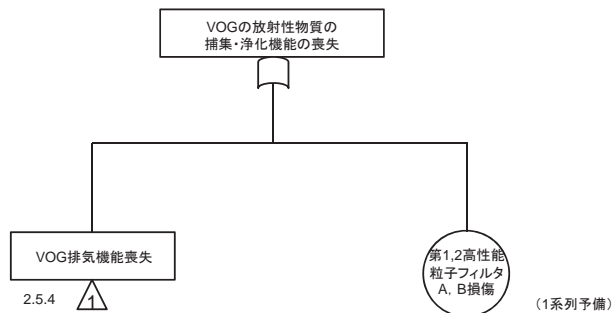 VOGの放射性物質の
捕集・浄化機能の喪失
VOG排気機能喪失
2.5.4
1
第1,2高性能
粒子フィルタ
A, B損傷
(1系列予備)